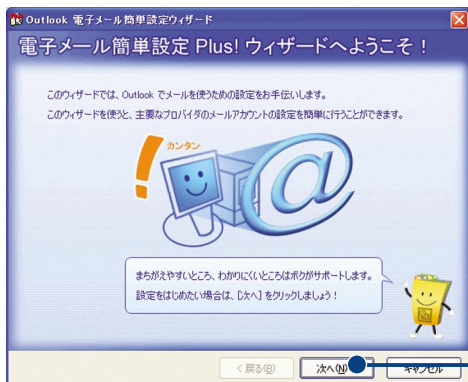 Outlook 電子メール簡単設定ウィザード
電子メール簡単設定 Plus! ウィザードへようこそ！
このウィザードでは、Outlook でメールを使うための設定をお手伝いします。
このウィザードを使うと、主要なプロバイダのメールアカウントの設定を簡単に行うことができます。
カンタン
まちがえやすいところ、わかりにくいところはボクがサポートします。
設定をはじめたい場合は、[次へ] をクリックしましょう！
< 戻る(B)
次へ(N)
キャンセル